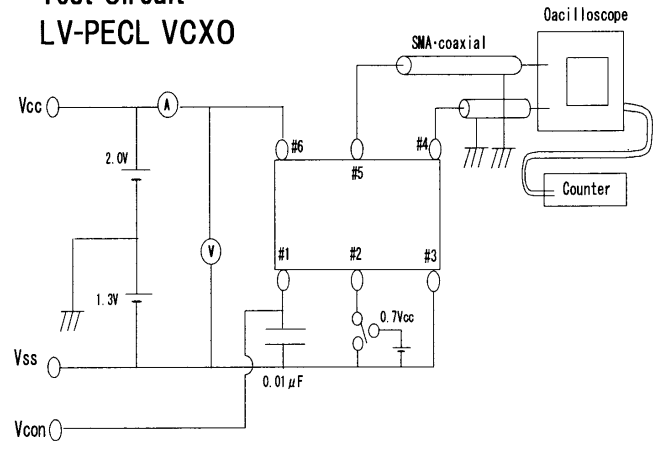 Test Circuit
LV-PECL VCXO
Oacilloscope
SMA·coaxial
Vcc
A
#6
#5
#4
2.0V
Counter
V
#1
#2
#3
1.3V
0.7Vcc
Vss
0.01μF
Vcon